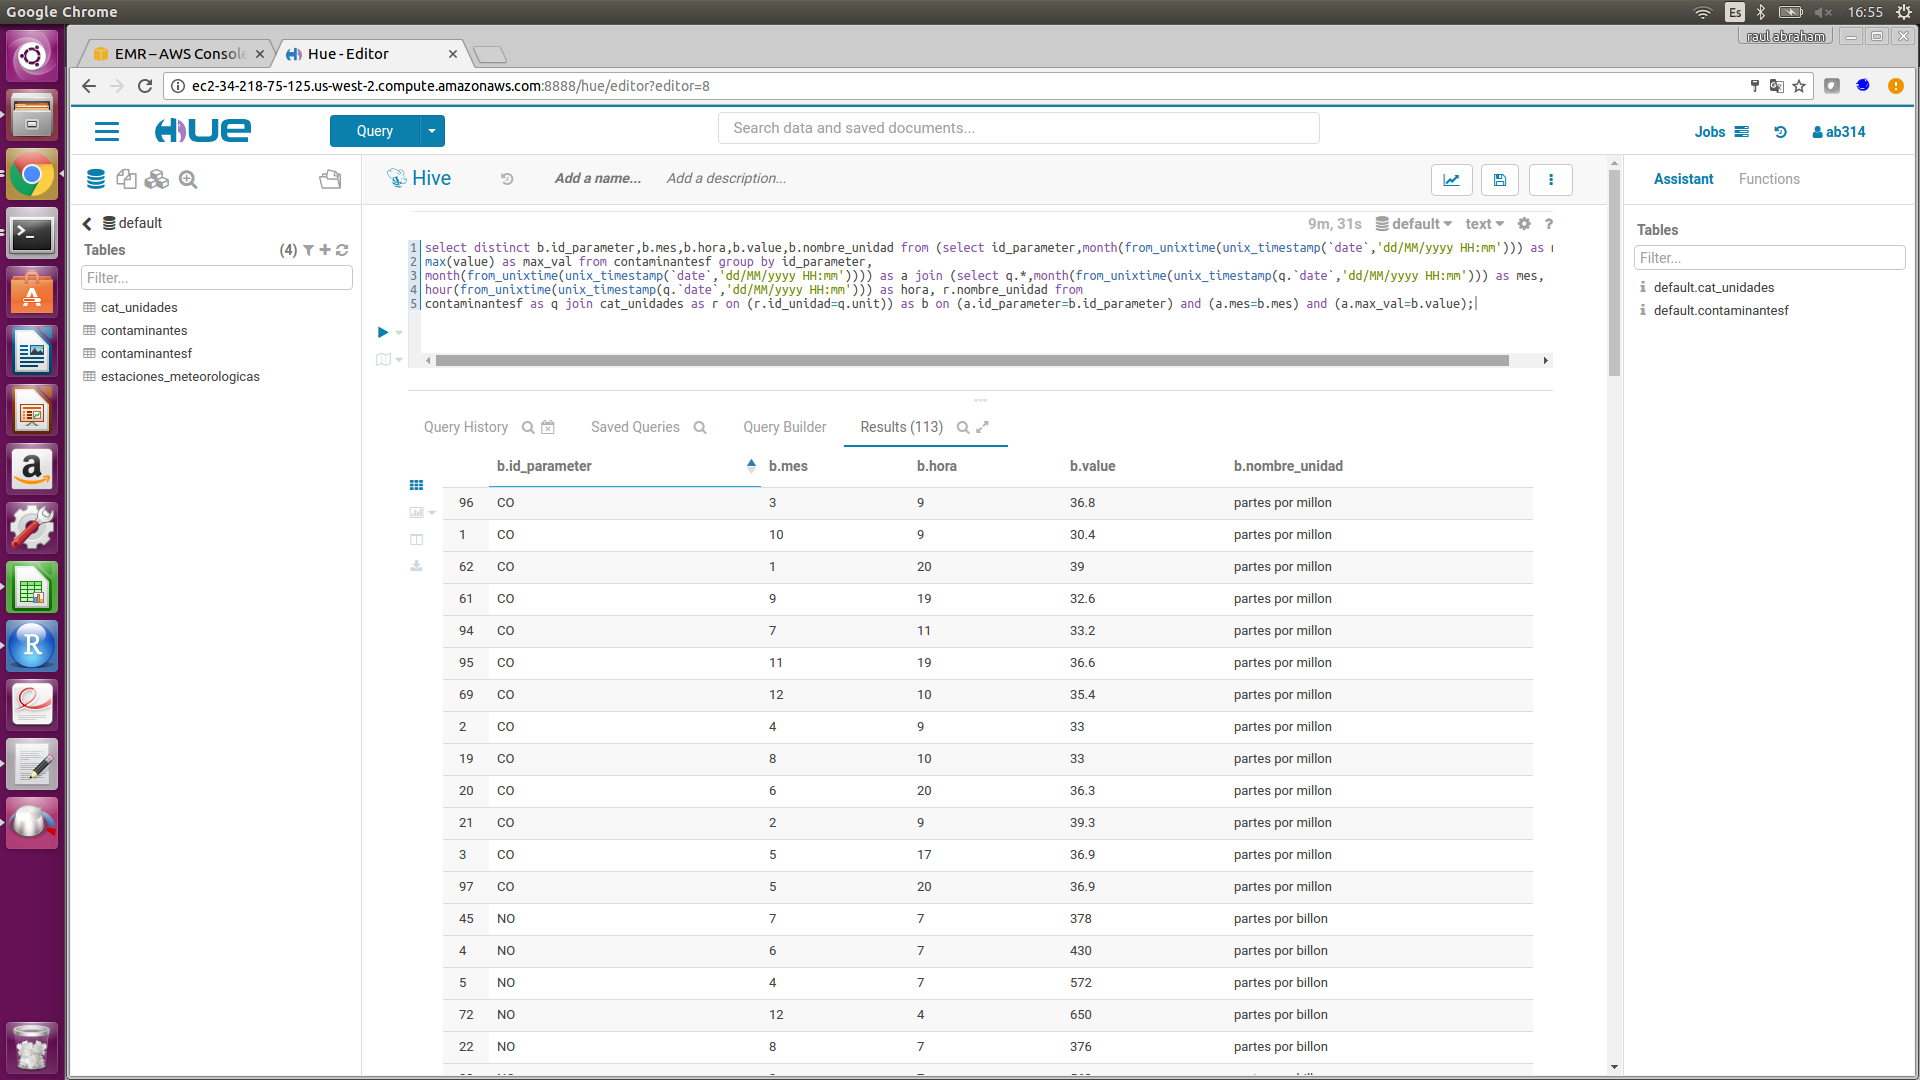 Google Chrome
Es
16:55
raul abraham
EMR – AWS Console
Hue - Editor
ec2-34-218-75-125.us-west-2.compute.amazonaws.com:8888/hue/editor?editor=8
HUE
Query
Search data and saved documents...
Jobs
ab314
Hive
Add a name...
Add a description...
Assistant
Functions
default
Tables
(4)
Filter...
cat_unidades
contaminantes
contaminantesf
estaciones_meteorologicas
9m, 31s
default
text
?
1 select distinct b.id_parameter,b.mes,b.hora,b.value,b.nombre_unidad from (select id_parameter,month(from_unixtime(unix_timestamp(`date`,'dd/MM/yyyy HH:mm'))) as
2 max(value) as max_val from contaminantesf group by id_parameter,
3 month(from_unixtime(unix_timestamp(`date`,'dd/MM/yyyy HH:mm')))) as a join (select q.*,month(from_unixtime(unix_timestamp(q.`date`,'dd/MM/yyyy HH:mm'))) as mes,
4 hour(from_unixtime(unix_timestamp(q.`date`,'dd/MM/yyyy HH:mm'))) as hora, r.nombre_unidad from
5 contaminantesf as q join cat_unidades as r on (r.id_unidad=q.unit)) as b on (a.id_parameter=b.id_parameter) and (a.mes=b.mes) and (a.max_val=b.value);
Tables
Filter...
default.cat_unidades
default.contaminantesf
Query History
Saved Queries
Query Builder
Results (113)
b.id_parameter b.mes b.hora b.value b.nombre_unidad
96 CO 3 9 36.8 partes por millon
1 CO 10 9 30.4 partes por millon
62 CO 1 20 39 partes por millon
61 CO 9 19 32.6 partes por millon
94 CO 7 11 33.2 partes por millon
95 CO 11 19 36.6 partes por millon
69 CO 12 10 35.4 partes por millon
2 CO 4 9 33 partes por millon
19 CO 8 10 33 partes por millon
20 CO 6 20 36.3 partes por millon
21 CO 2 9 39.3 partes por millon
3 CO 5 17 36.9 partes por millon
97 CO 5 20 36.9 partes por millon
45 NO 7 7 378 partes por billon
4 NO 6 7 430 partes por billon
5 NO 4 7 572 partes por billon
72 NO 12 4 650 partes por billon
22 NO 8 7 376 partes por billon